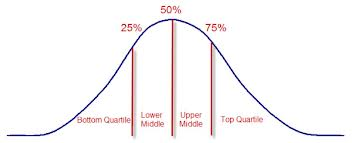 50%
25%
75%
Bottom Quartile
Lower
Middle
Upper
Middle
Top Quartile